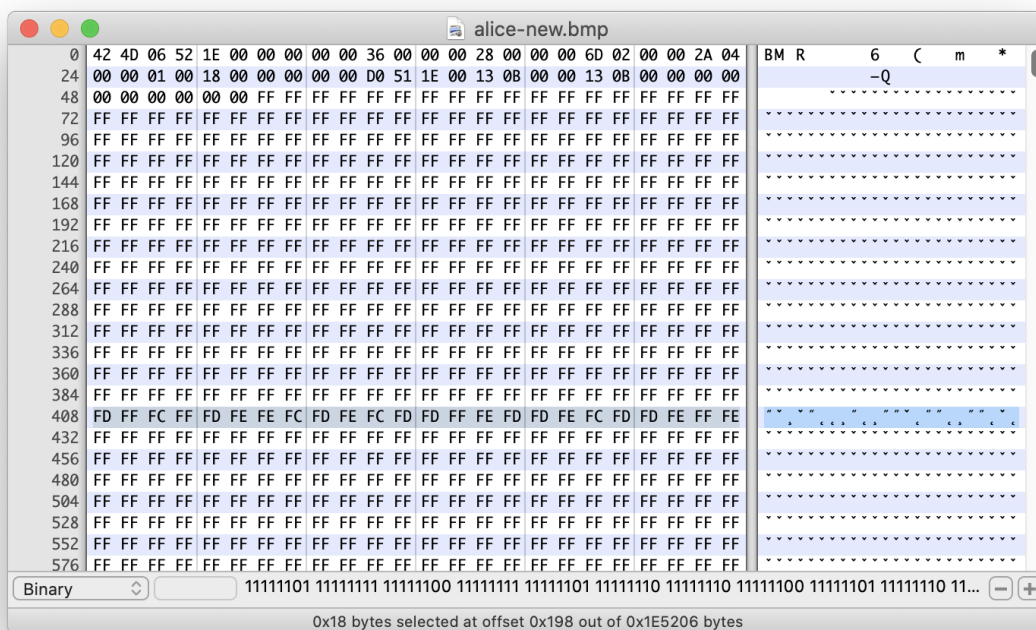 alice-new.bmp
0 42 4D 06 52 1E 00 00 00 00 00 36 00 00 00 28 00 00 00 6D 02 00 00 2A 04 BM R 6 ( m *
24 00 00 01 00 18 00 00 00 00 00 D0 51 1E 00 13 0B 00 00 13 0B 00 00 00 00 –Q
48 00 00 00 00 00 00 FF FF FF FF FF FF FF FF FF FF FF FF FF FF FF FF FF FF
72 FF FF FF FF FF FF FF FF FF FF FF FF FF FF FF FF FF FF FF FF FF FF FF FF
96 FF FF FF FF FF FF FF FF FF FF FF FF FF FF FF FF FF FF FF FF FF FF FF FF
120 FF FF FF FF FF FF FF FF FF FF FF FF FF FF FF FF FF FF FF FF FF FF FF FF
144 FF FF FF FF FF FF FF FF FF FF FF FF FF FF FF FF FF FF FF FF FF FF FF FF
168 FF FF FF FF FF FF FF FF FF FF FF FF FF FF FF FF FF FF FF FF FF FF FF FF
192 FF FF FF FF FF FF FF FF FF FF FF FF FF FF FF FF FF FF FF FF FF FF FF FF
216 FF FF FF FF FF FF FF FF FF FF FF FF FF FF FF FF FF FF FF FF FF FF FF FF
240 FF FF FF FF FF FF FF FF FF FF FF FF FF FF FF FF FF FF FF FF FF FF FF FF
264 FF FF FF FF FF FF FF FF FF FF FF FF FF FF FF FF FF FF FF FF FF FF FF FF
288 FF FF FF FF FF FF FF FF FF FF FF FF FF FF FF FF FF FF FF FF FF FF FF FF
312 FF FF FF FF FF FF FF FF FF FF FF FF FF FF FF FF FF FF FF FF FF FF FF FF
336 FF FF FF FF FF FF FF FF FF FF FF FF FF FF FF FF FF FF FF FF FF FF FF FF
360 FF FF FF FF FF FF FF FF FF FF FF FF FF FF FF FF FF FF FF FF FF FF FF FF
384 FF FF FF FF FF FF FF FF FF FF FF FF FF FF FF FF FF FF FF FF FF FF FF FF
408 FD FF FC FF FD FE FE FC FD FE FC FD FD FF FE FD FD FE FC FD FD FE FF FE
432 FF FF FF FF FF FF FF FF FF FF FF FF FF FF FF FF FF FF FF FF FF FF FF FF
456 FF FF FF FF FF FF FF FF FF FF FF FF FF FF FF FF FF FF FF FF FF FF FF FF
480 FF FF FF FF FF FF FF FF FF FF FF FF FF FF FF FF FF FF FF FF FF FF FF FF
504 FF FF FF FF FF FF FF FF FF FF FF FF FF FF FF FF FF FF FF FF FF FF FF FF
528 FF FF FF FF FF FF FF FF FF FF FF FF FF FF FF FF FF FF FF FF FF FF FF FF
552 FF FF FF FF FF FF FF FF FF FF FF FF FF FF FF FF FF FF FF FF FF FF FF FF
576 FF FF FF FF FF FF FF FF FF FF FF FF FF FF FF FF FF FF FF FF FF FF FF FF
Binary 11111101 11111111 11111100 11111111 11111101 11111110 11111110 11111100 11111101 11111110 11...
0x18 bytes selected at offset 0x198 out of 0x1E5206 bytes